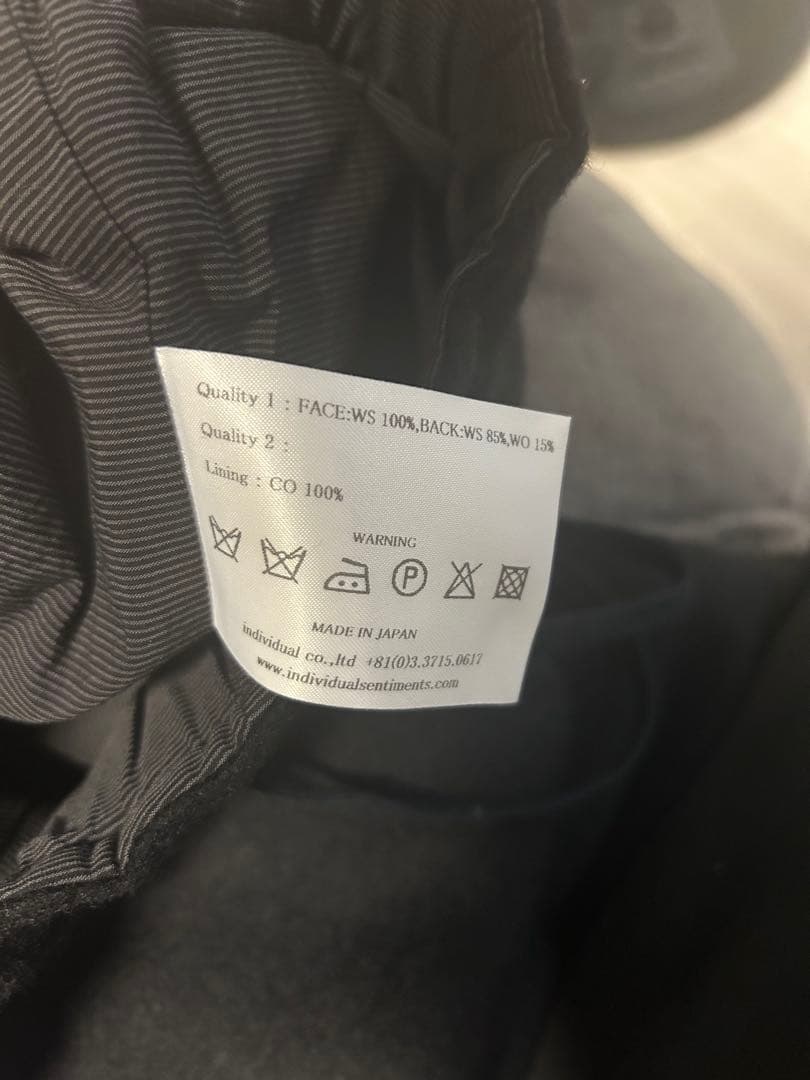 Quality 1 : FACE:WS 100%,BACK:WS 85%,WO 15%
Quality 2 :
Lining : CO 100%
WARNING
P
MADE IN JAPAN
individual co.,ltd +81(0)3.3715.0617
www.individualsentiments.com